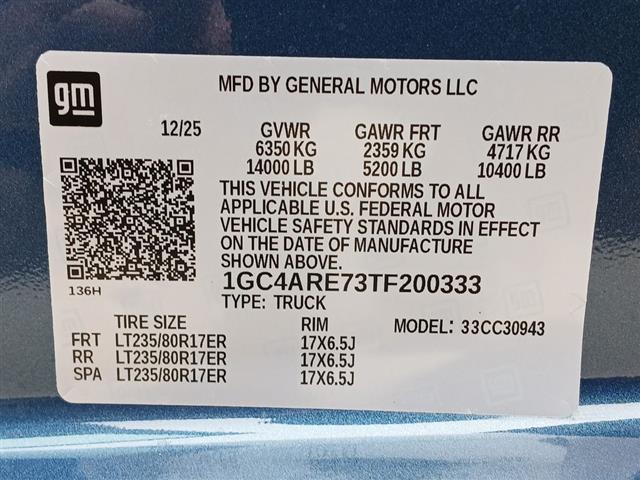 gm
MFD BY GENERAL MOTORS LLC
12/25 GVWR GAWR FRT GAWR RR
6350 KG 2359 KG 4717 KG
14000 LB 5200 LB 10400 LB
THIS VEHICLE CONFORMS TO ALL
APPLICABLE U.S. FEDERAL MOTOR
VEHICLE SAFETY STANDARDS IN EFFECT
ON THE DATE OF MANUFACTURE
SHOWN ABOVE.
136H
1GC4ARE73TF200333
TYPE: TRUCK
TIRE SIZE RIM MODEL: 33CC30943
FRT LT235/80R17ER 17X6.5J
RR LT235/80R17ER 17X6.5J
SPA LT235/80R17ER 17X6.5J